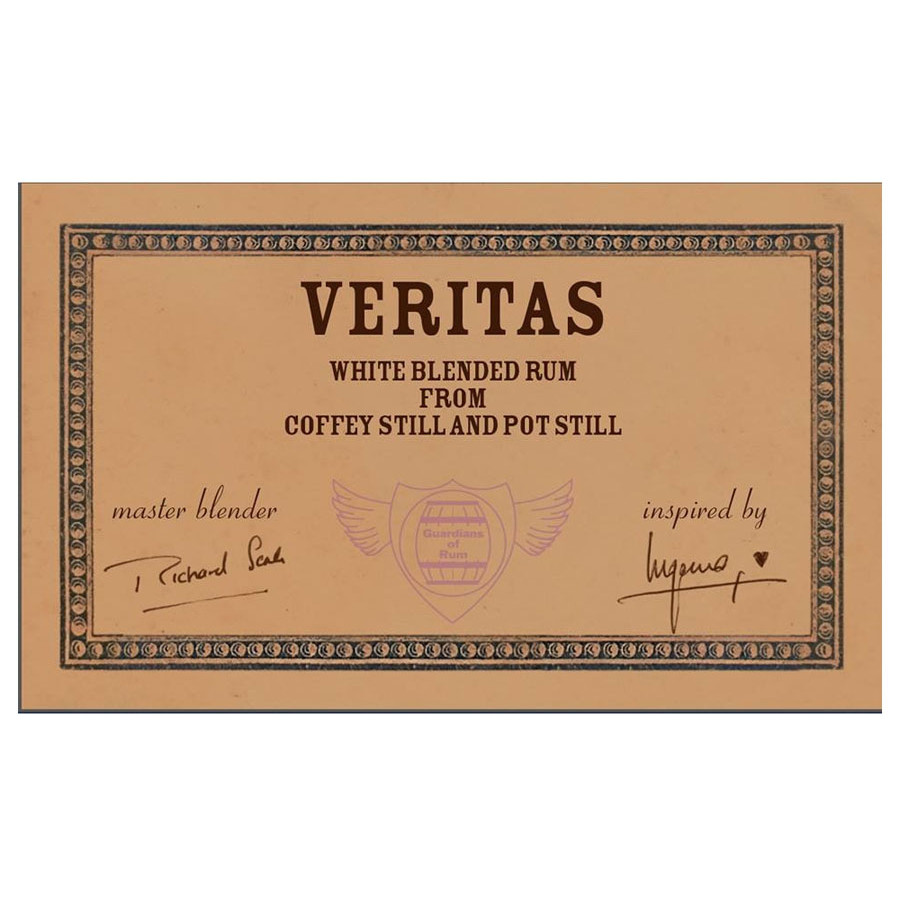 VERITAS
WHITE BLENDED RUM
FROM
COFFEY STILL AND POT STILL
master blender
inspired by
Guardians
of
Rum
Richard Seale